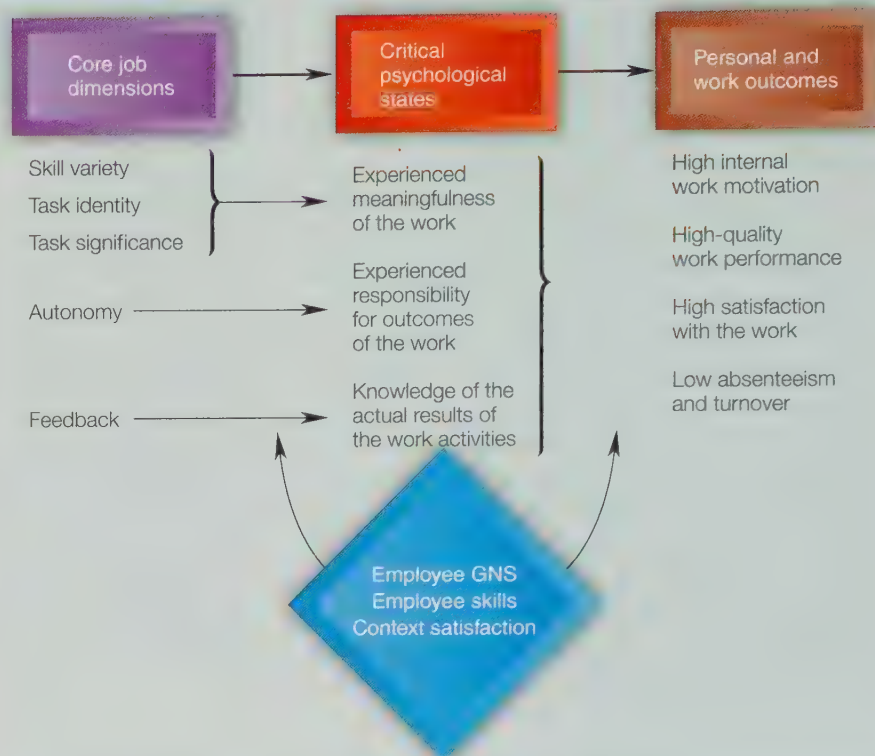 Core job
dimensions
Critical
psychological
states
Personal and
work outcomes
Skill variety
Task identity
Task significance
Autonomy
Feedback
Experienced
meaningfulness
of the work
Experienced
responsibility
for outcomes
of the work
Knowledge of the
actual results of
the work activities
High internal
work motivation
High-quality
work performance
High satisfaction
with the work
Low absenteeism
and turnover
Employee GNS
Employee skills
Context satisfaction